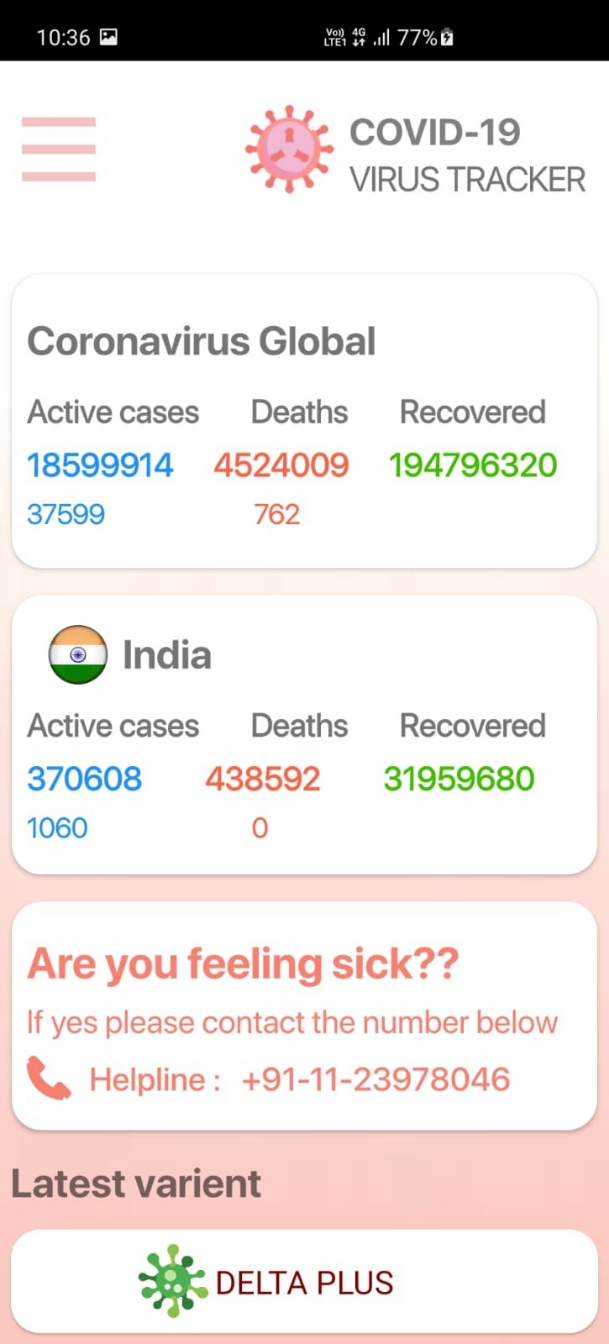 10:36 Vo)) LTE1 4G 77%
COVID-19
VIRUS TRACKER
Coronavirus Global
Active cases Deaths Recovered
18599914 4524009 194796320
37599 762
India
Active cases Deaths Recovered
370608 438592 31959680
1060 0
Are you feeling sick??
If yes please contact the number below
Helpline : +91-11-23978046
Latest varient
DELTA PLUS